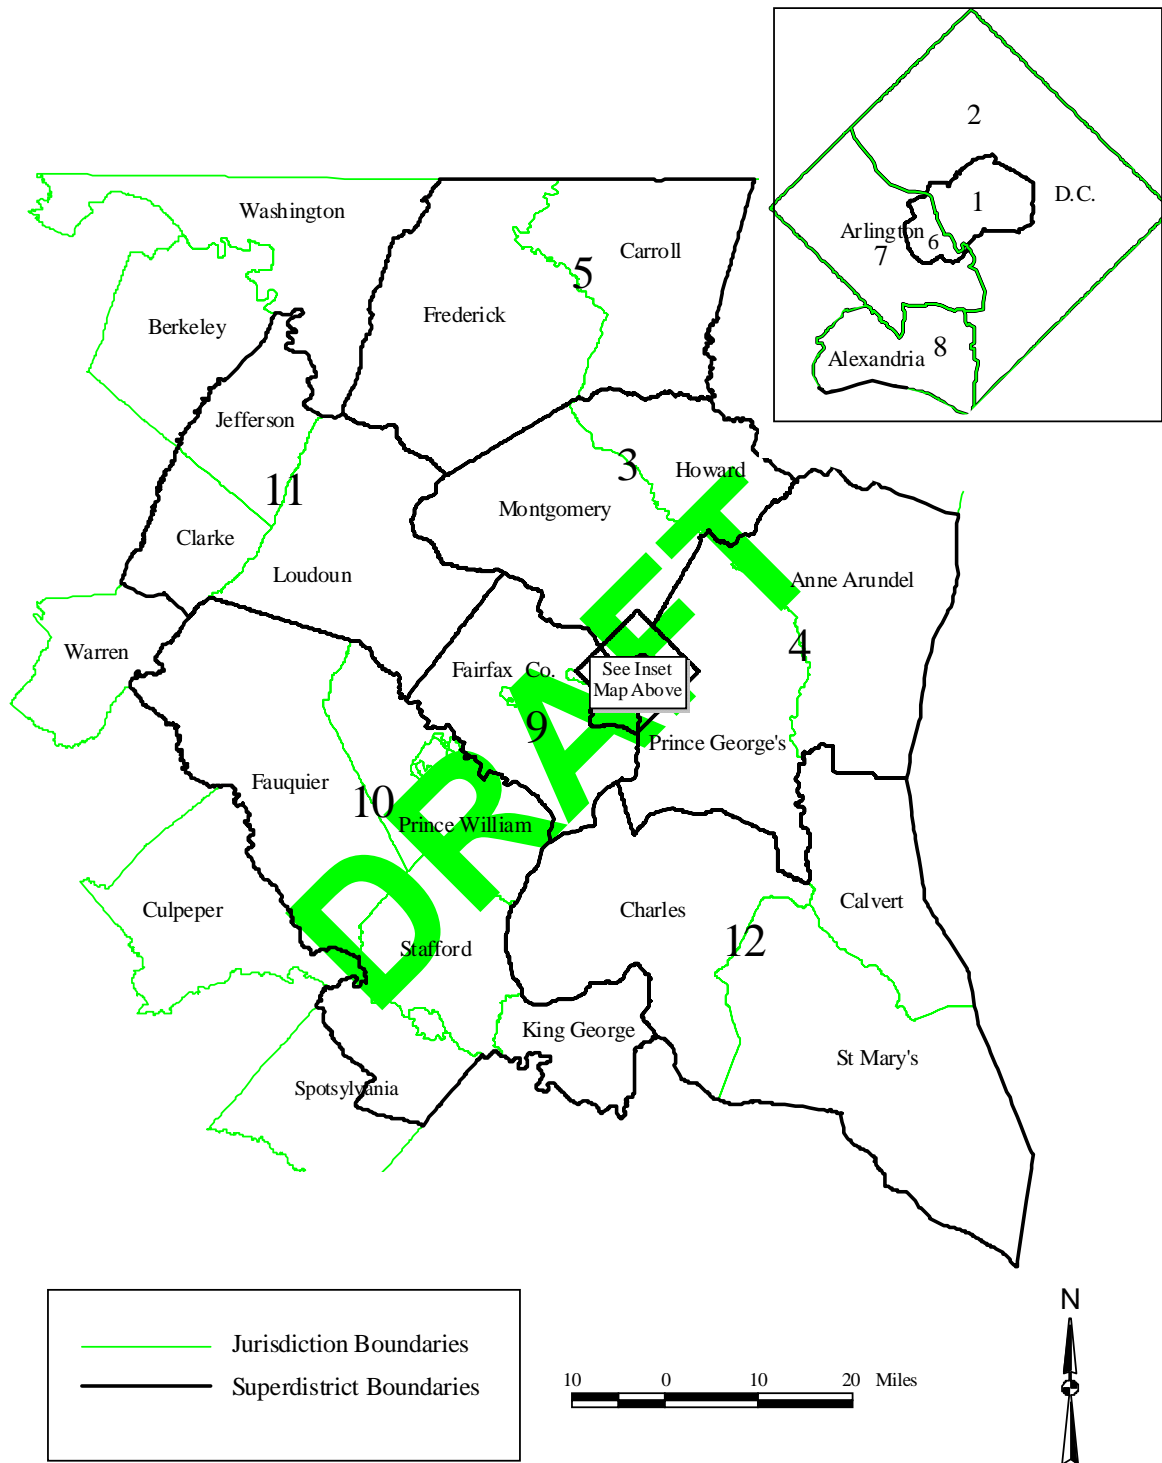 2
1
D.C.
Arlington
6
7
8
Alexandria
Washington
Carroll
5
Frederick
Berkeley
Jefferson
3
Howard
11
Montgomery
Clarke
Loudoun
Anne Arundel
4
Warren
Fairfax Co.
See Inset
Map Above
9
Prince George's
Fauquier
10
Prince William
DRAFT
Culpeper
Charles
Calvert
12
Stafford
King George
St Mary's
Spotsylvania
Jurisdiction Boundaries
Superdistrict Boundaries
10 0 10 20 Miles
N